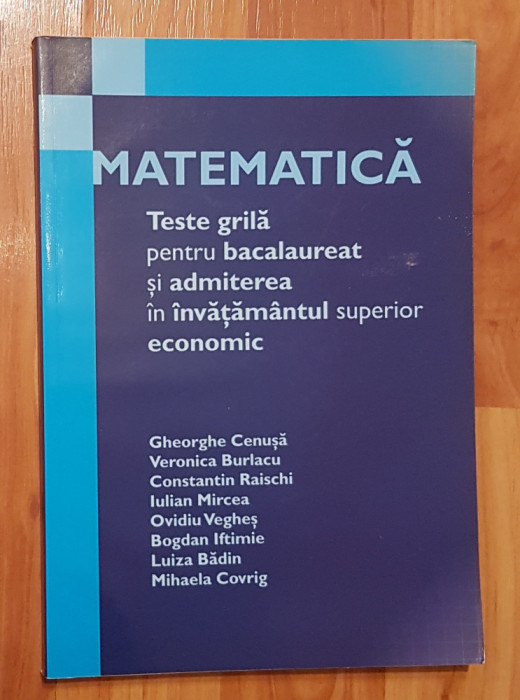 MATEMATICĂ
Teste grilă
pentru bacalaureat
și admiterea
în învățământul superior
economic
Gheorghe Cenușă
Veronica Burlacu
Constantin Raischi
Iulian Mircea
Ovidiu Vegheș
Bogdan Iftimie
Luiza Bădin
Mihaela Covrig